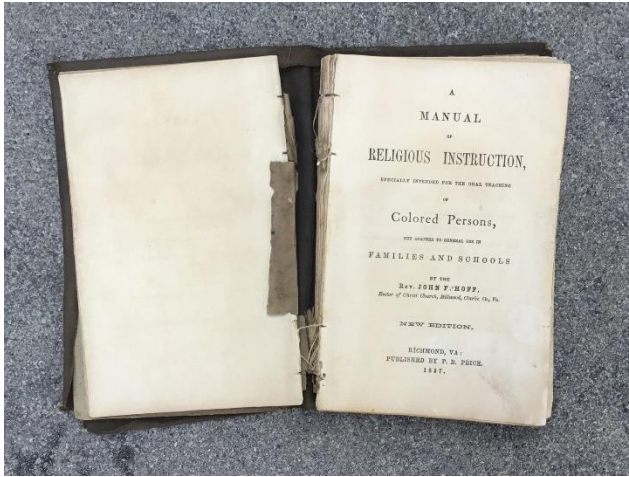 A
MANUAL
OF
RELIGIOUS INSTRUCTION,
ESPECIALLY INTENDED FOR THE ORAL TEACHING
OF
Colored Persons,
YET ADAPTED TO GENERAL USE IN
FAMILIES AND SCHOOLS
BY THE
REV. JOHN F. HOFF,
Rector of Christ Church, Millwood, Clarke Co., Va.
NEW EDITION.
RICHMOND, VA:
PUBLISHED BY P. B. PRICE.
1857.